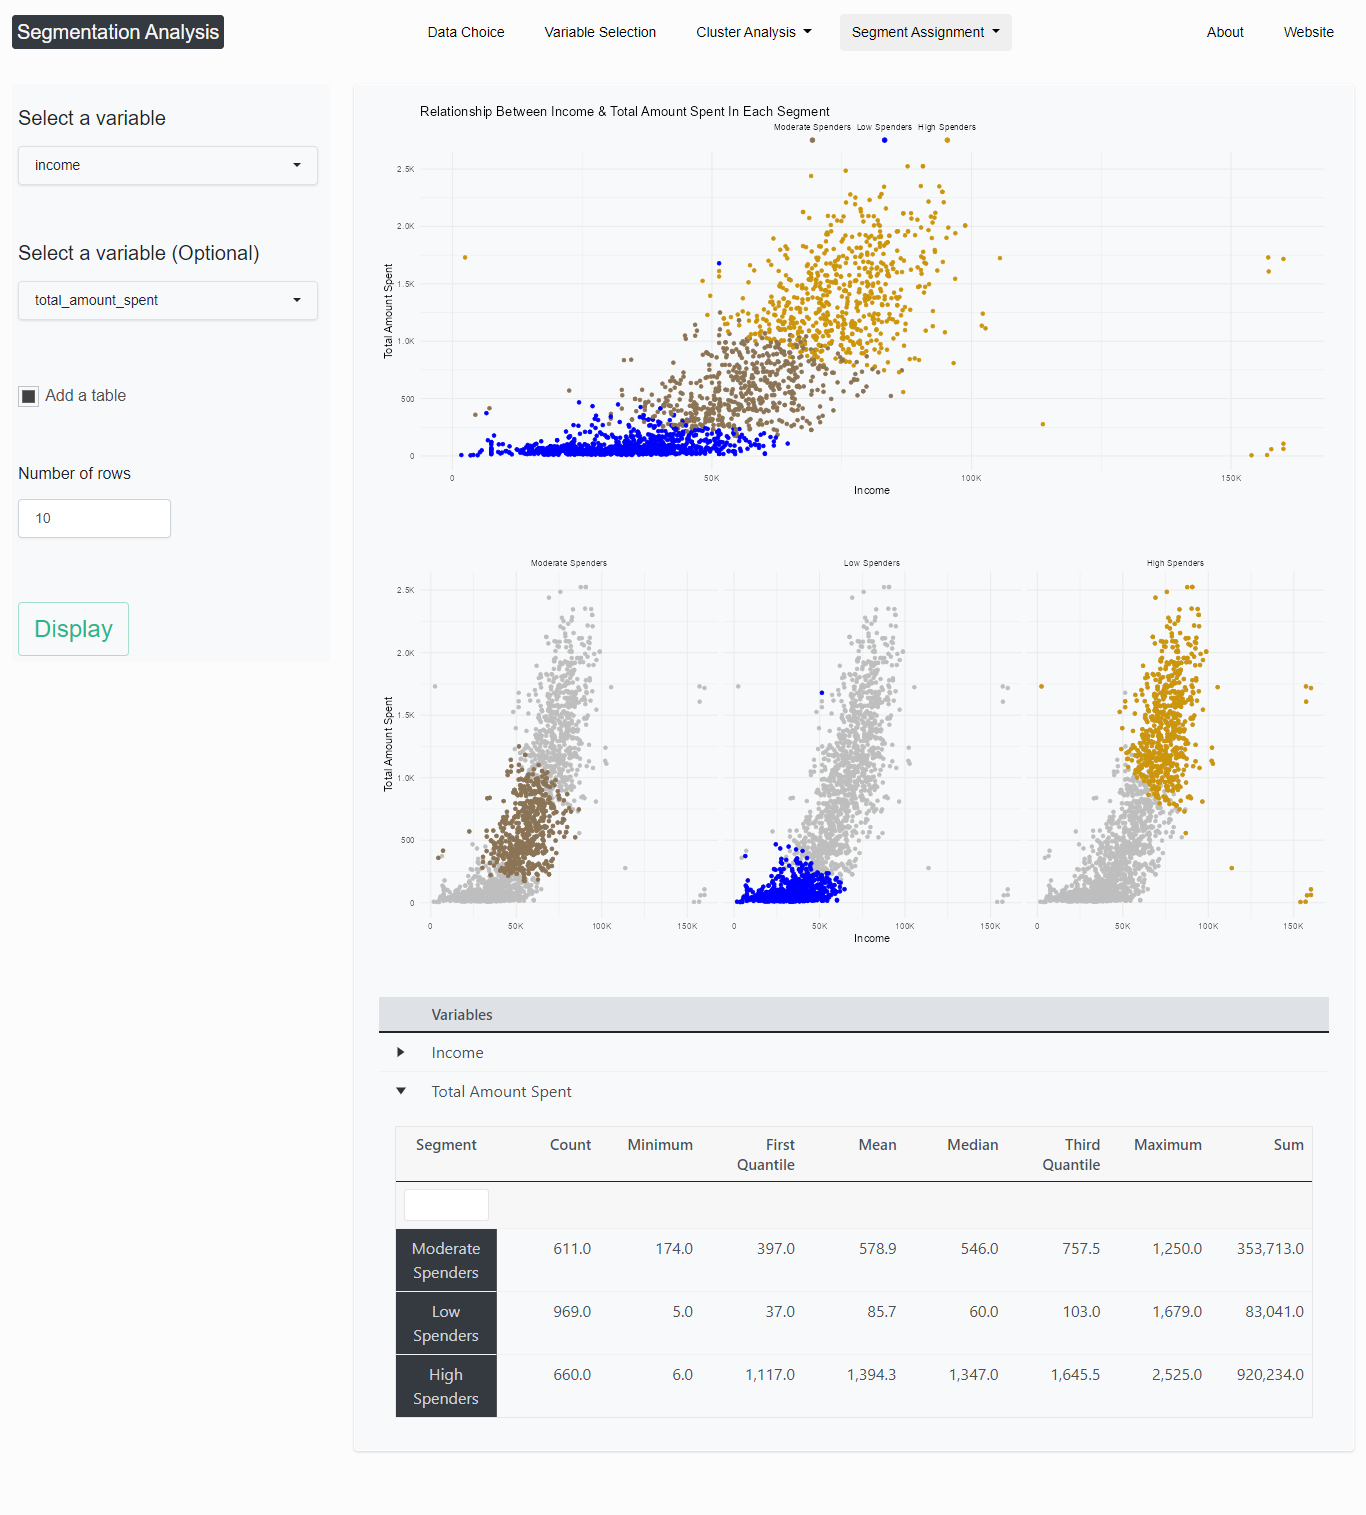 Segmentation Analysis
Data Choice
Variable Selection
Cluster Analysis
Segment Assignment
About
Website
Select a variable
income
Select a variable (Optional)
total_amount_spent
Add a table
Number of rows
10
Display
Relationship Between Income & Total Amount Spent In Each Segment
Moderate Spenders Low Spenders High Spenders
2.5K
2.0K
1.5K
1.0K
500
0
Total Amount Spent
0 50K 100K 150K
Income
Moderate Spenders Low Spenders High Spenders
2.5K
2.0K
1.5K
1.0K
500
0
Total Amount Spent
0 50K 100K 150K 0 50K 100K 150K 0 50K 100K 150K
Income
Variables
Income
Total Amount Spent
Segment Count Minimum First Mean Median Third Maximum Sum
Quantile Quantile
Moderate 611.0 174.0 397.0 578.9 546.0 757.5 1,250.0 353,713.0
Spenders
Low 969.0 5.0 37.0 85.7 60.0 103.0 1,679.0 83,041.0
Spenders
High 660.0 6.0 1,117.0 1,394.3 1,347.0 1,645.5 2,525.0 920,234.0
Spenders